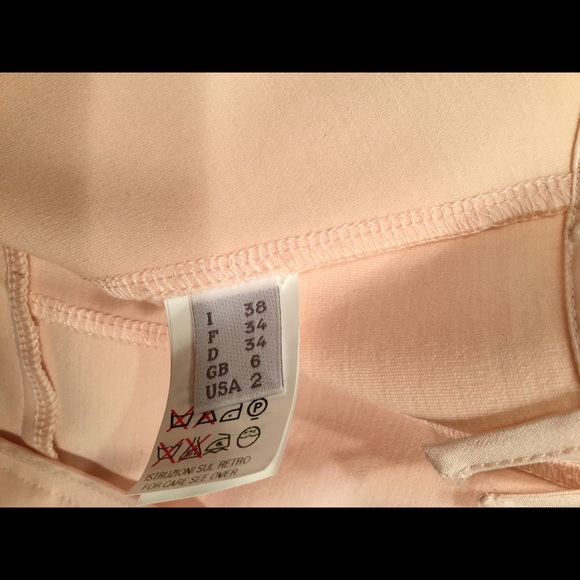 I 38
F 34
D 34
GB 6
USA 2
P
ISTRUZIONI SUL RETRO
FOR CARE SEE OVER